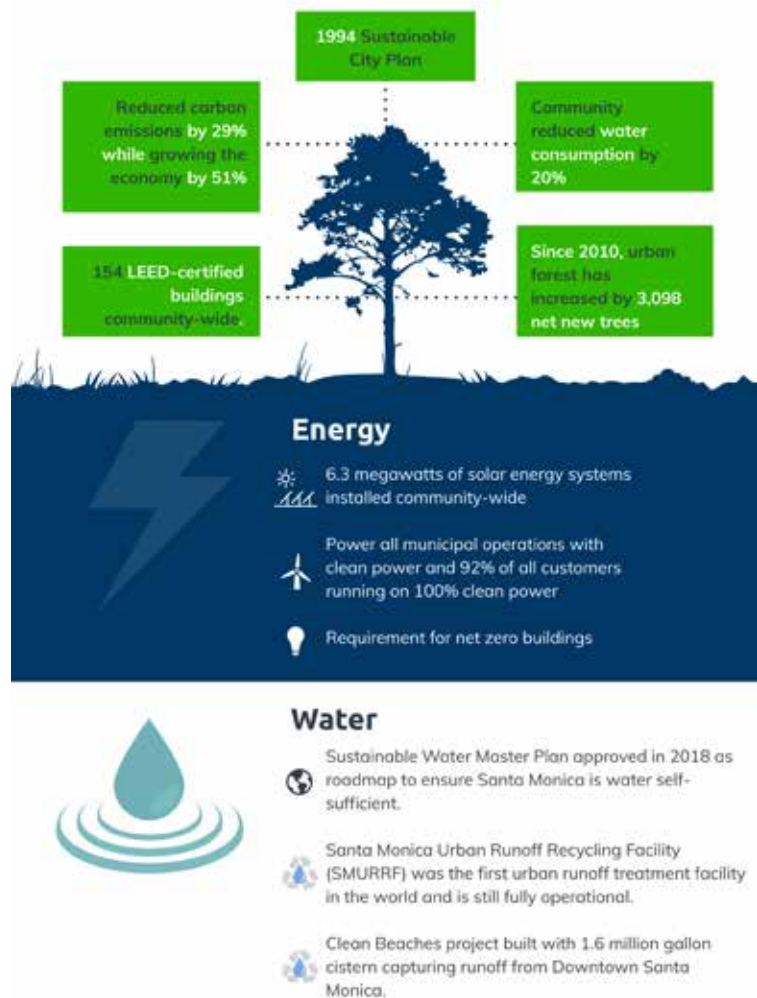 1994 Sustainable
City Plan
Reduced carbon
emissions by 29%
while growing the
economy by 51%
Community
reduced water
consumption by
20%
154 LEED-certified
buildings
community-wide.
Since 2010, urban
forest has
increased by 3,098
net new trees
Energy
6.3 megawatts of solar energy systems
installed community-wide
Power all municipal operations with
clean power and 92% of all customers
running on 100% clean power
Requirement for net zero buildings
Water
Sustainable Water Master Plan approved in 2018 as
roadmap to ensure Santa Monica is water self-
sufficient.
Santa Monica Urban Runoff Recycling Facility
(SMURRF) was the first urban runoff treatment facility
in the world and is still fully operational.
Clean Beaches project built with 1.6 million gallon
cistern capturing runoff from Downtown Santa
Monica.